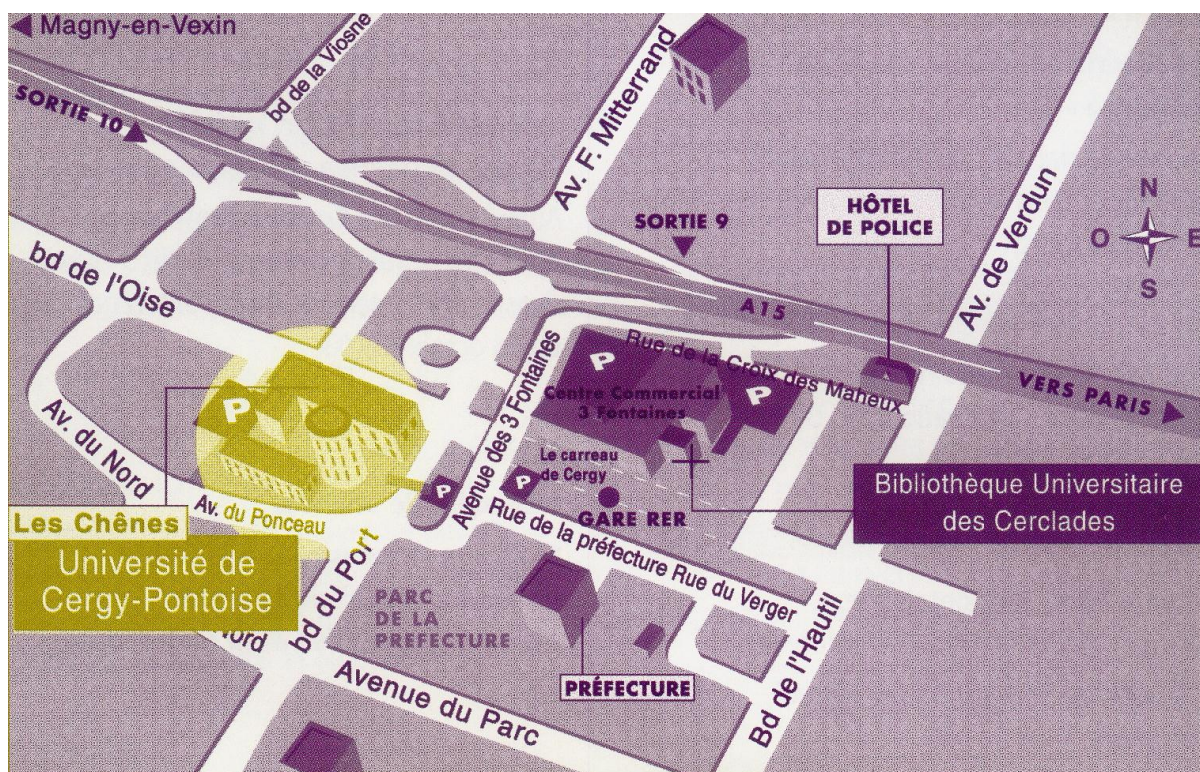 Magny-en-Vexin
bd de la Viosne
SORTIE 10
Av. F. Mitterrand
SORTIE 9
HÔTEL
DE POLICE
Av. de Verdun
N
O E
S
bd de l'Oise
A15
VERS PARIS
Rue de la Croix des Maheux
P
P
Centre Commercial
3 Fontaines
Avenue des 3 Fontaines
P
Av. du Nord
Le carreau
de Cergy
P
P
GARE RER
Bibliothèque Universitaire
des Cerclades
Av. du Ponceau
Les Chênes
Université de
Cergy-Pontoise
Rue de la préfecture
Rue du Verger
bd du Port
PARC
DE LA
PREFECTURE
Nord
PRÉFECTURE
Bd de l'Hautil
Avenue du Parc